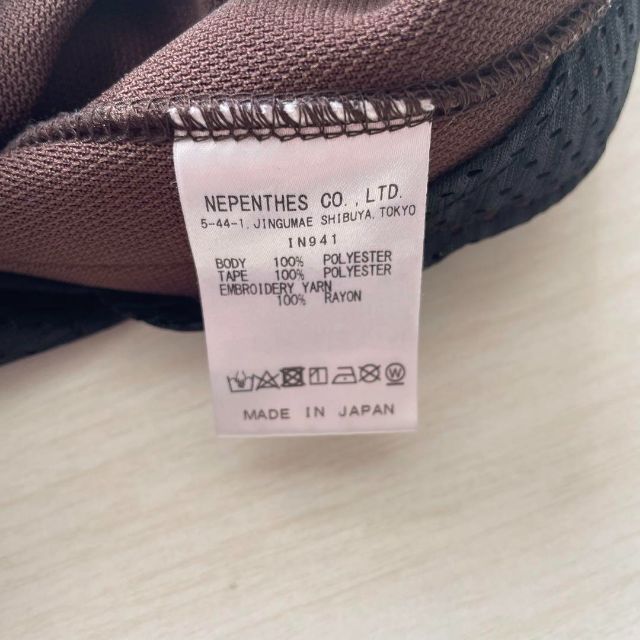 NEPENTHES CO.,LTD.
5-44-1, JINGUMAE SHIBUYA, TOKYO
IN941
BODY 100% POLYESTER
TAPE 100% POLYESTER
EMBROIDERY YARN
100% RAYON
MADE IN JAPAN